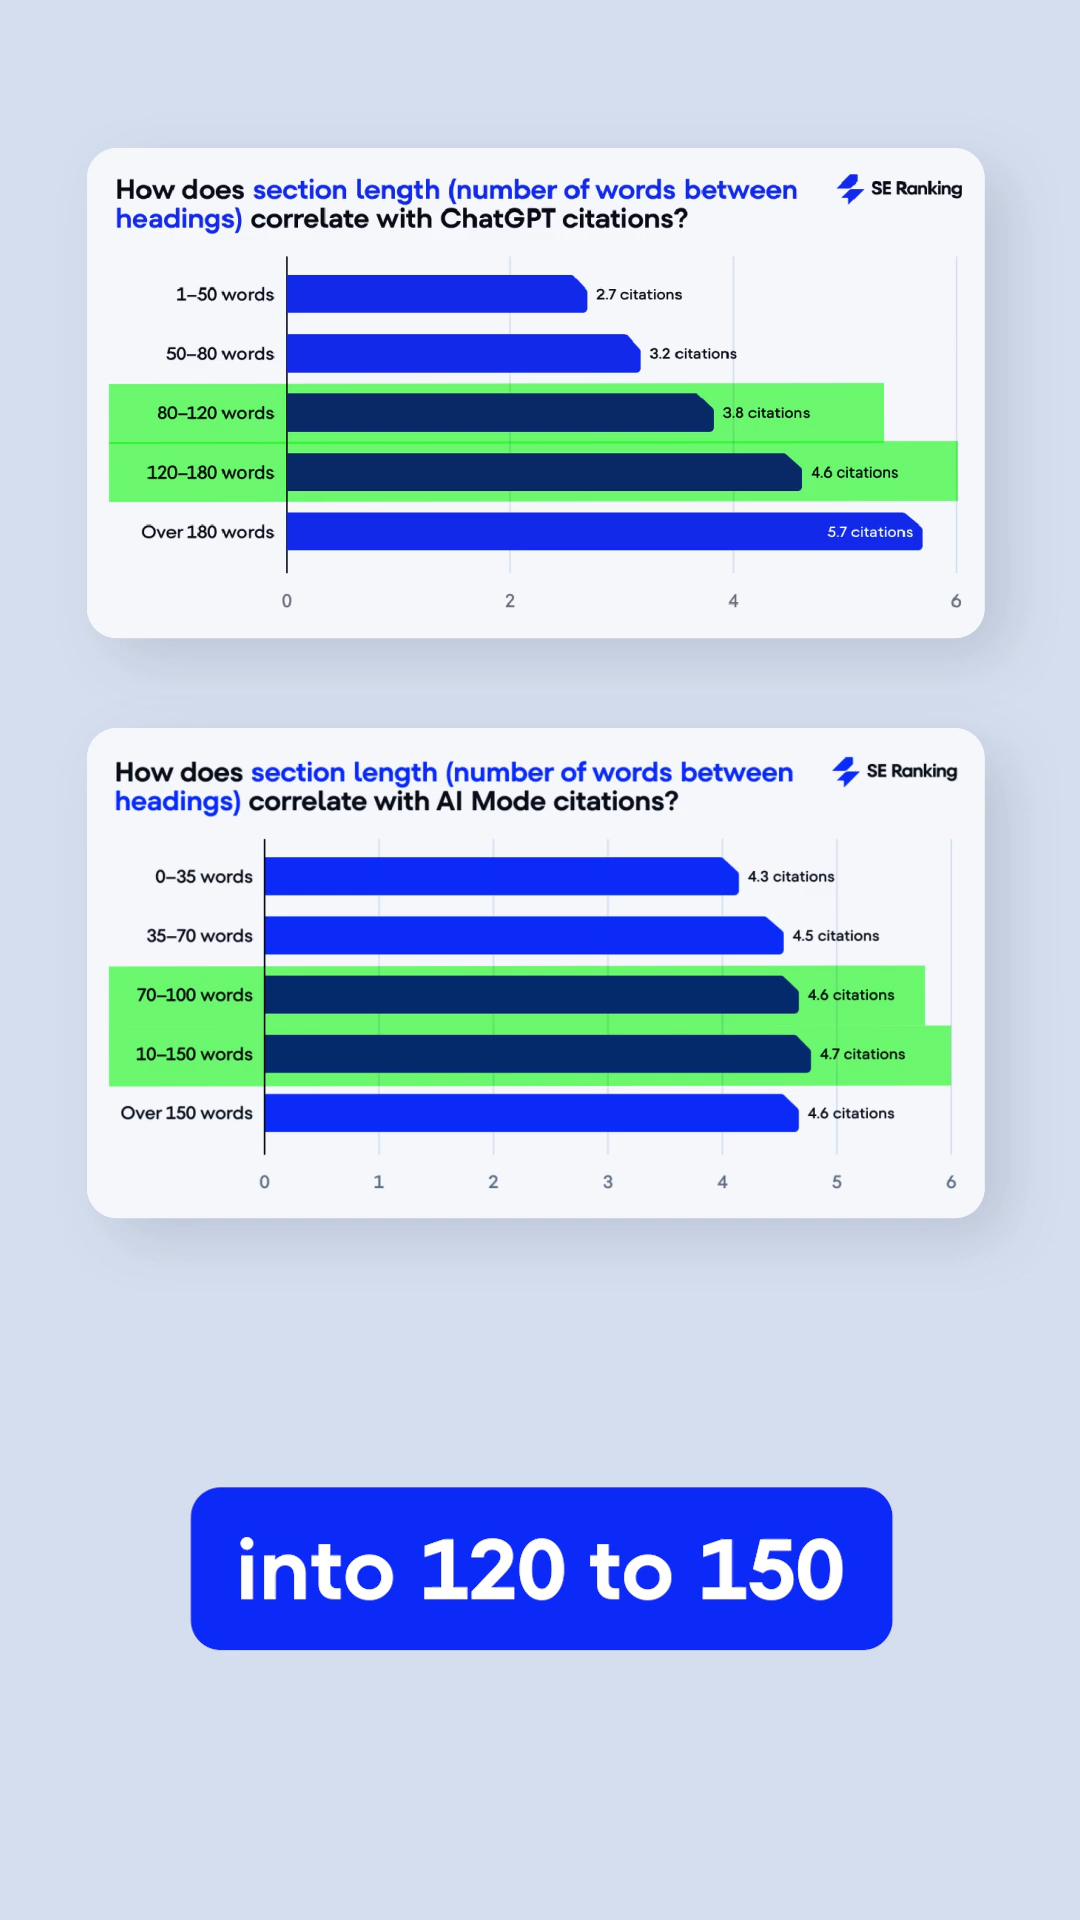 How does section length (number of words between
headings) correlate with ChatGPT citations?
SE Ranking
1–50 words
2.7 citations
50–80 words
3.2 citations
80–120 words
3.8 citations
120–180 words
4.6 citations
Over 180 words
5.7 citations
0 2 4 6
How does section length (number of words between
headings) correlate with AI Mode citations?
SE Ranking
0–35 words
4.3 citations
35–70 words
4.5 citations
70–100 words
4.6 citations
10–150 words
4.7 citations
Over 150 words
4.6 citations
0 1 2 3 4 5 6
into 120 to 150